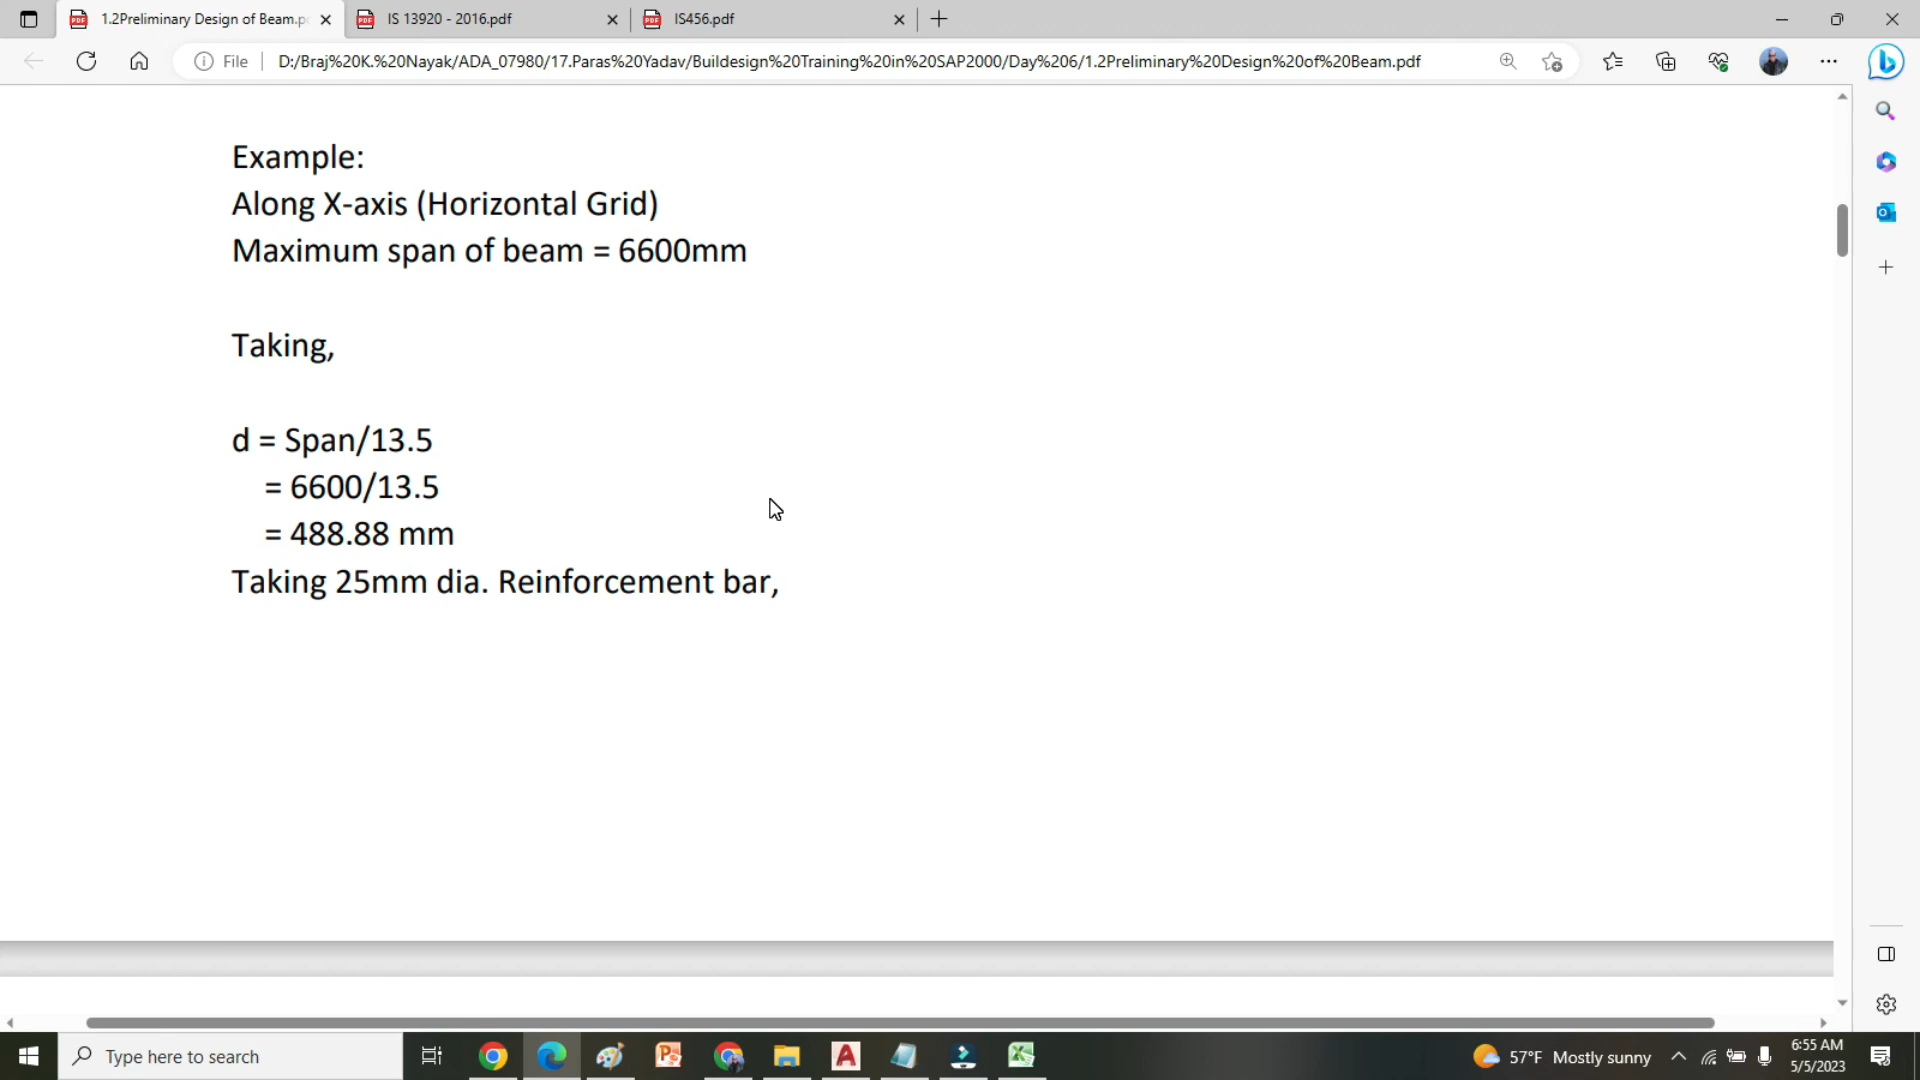 1.2Preliminary Design of Beam.p
IS 13920 - 2016.pdf
IS456.pdf
File
D:/Braj%20K.%20Nayak/ADA_07980/17.Paras%20Yadav/Buildesign%20Training%20in%20SAP2000/Day%206/1.2Preliminary%20Design%20of%20Beam.pdf
Example:
Along X-axis (Horizontal Grid)
Maximum span of beam = 6600mm
Taking,
d = Span/13.5
= 6600/13.5
= 488.88 mm
Taking 25mm dia. Reinforcement bar,
Type here to search
57°F Mostly sunny
6:55 AM
5/5/2023